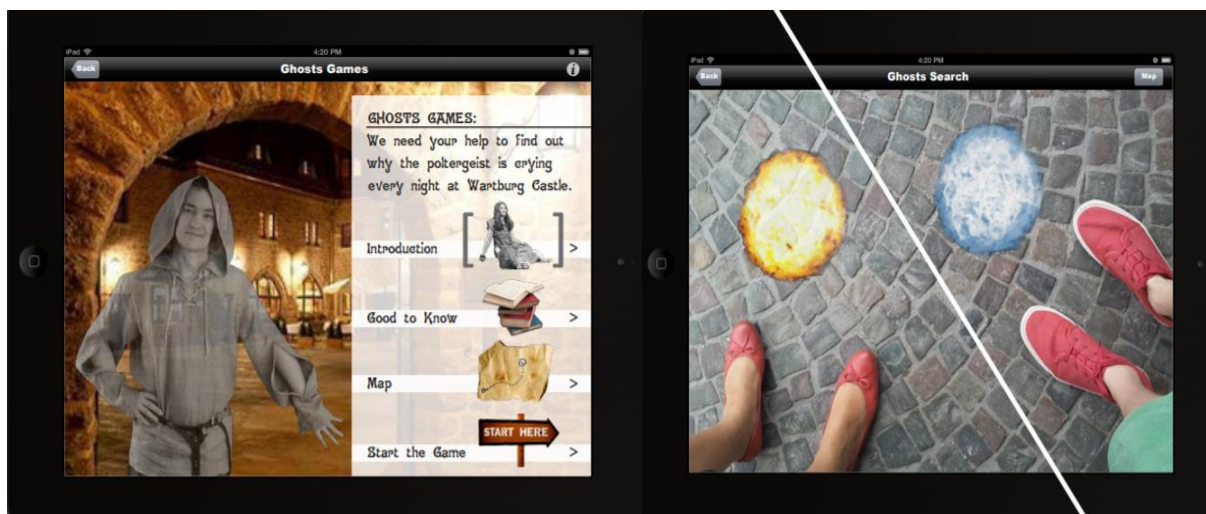 iPad
4:20 PM
Back
Ghosts Games
GHOSTS GAMES:
We need your help to find out
why the poltergeist is crying
every night at Wartburg Castle.
Introduction
>
Good to Know
>
Map
>
START HERE
Start the Game
>
iPad
4:20 PM
Back
Ghosts Search
Map